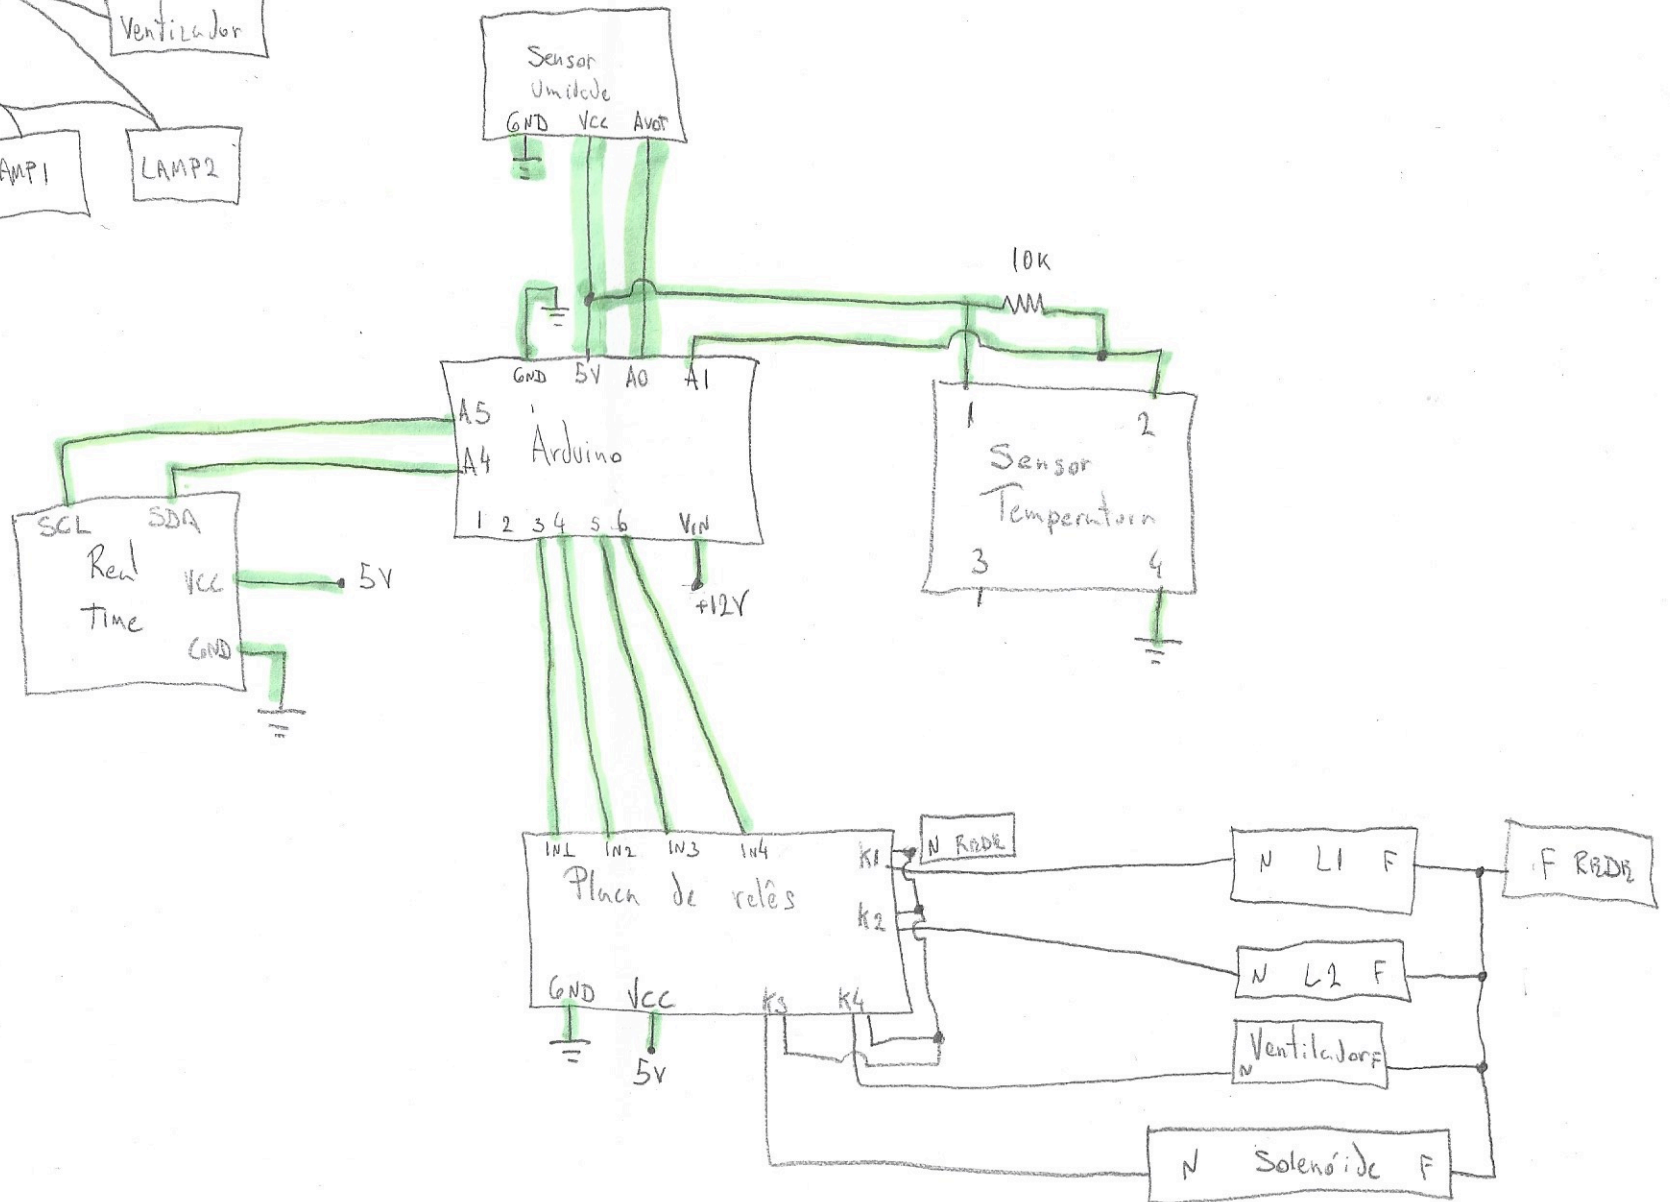 Ventizador
AMP1
LAMP2
Sensor
Umidade
GND VCC Avot
10K
GND 5V A0 A1
A5
A4
Arduino
1 2 3 4 5 6 VIN
+12V
1 2
Sensor
Temperatura
3 4
SCL SDA
Real
Time
VCC
5V
GND
IN1 IN2 IN3 IN4
Placa de relês
K1
K2
GND VCC K3 K4
5V
N REDE
N L1 F
F REDE
N L2 F
Ventilador F
N
N Solenóide F